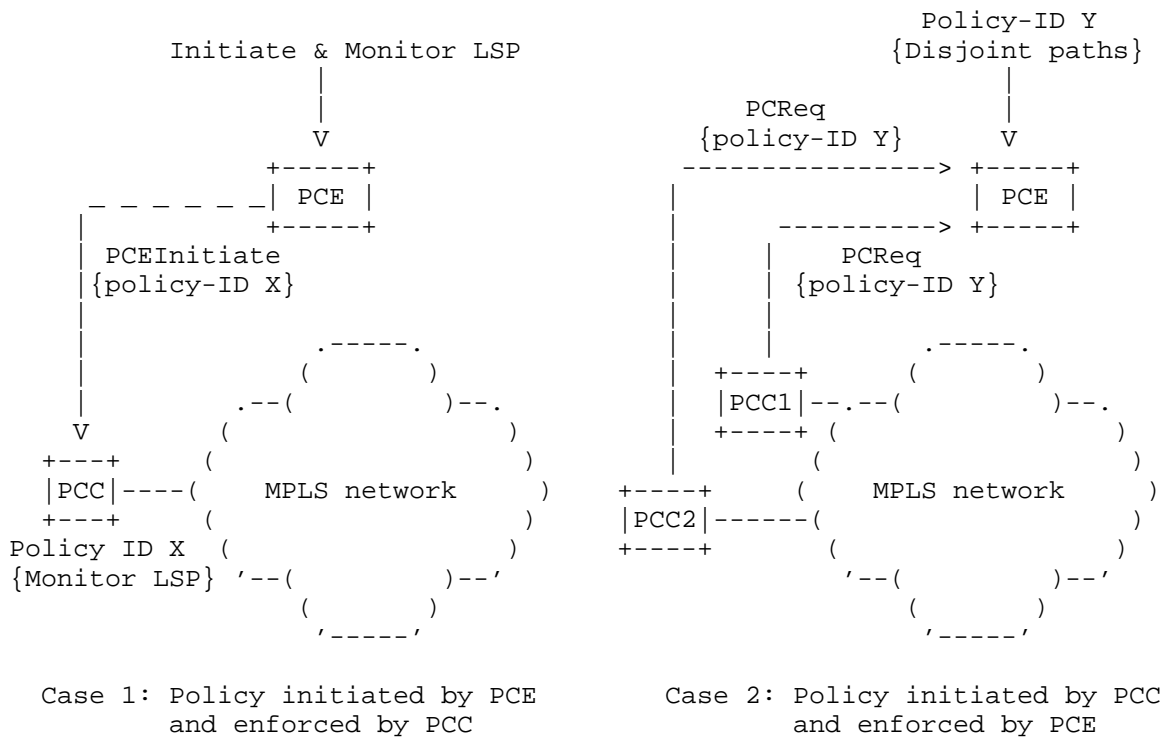 Policy-ID Y
Initiate & Monitor LSP {Disjoint paths}
PCReq
V {policy-ID Y} V
PCE PCE
PCEInitiate PCReq
{policy-ID X} {policy-ID Y}
PCC1
V
PCC MPLS network MPLS network
PCC2
Policy ID X
{Monitor LSP}
Case 1: Policy initiated by PCE Case 2: Policy initiated by PCC
and enforced by PCC and enforced by PCE